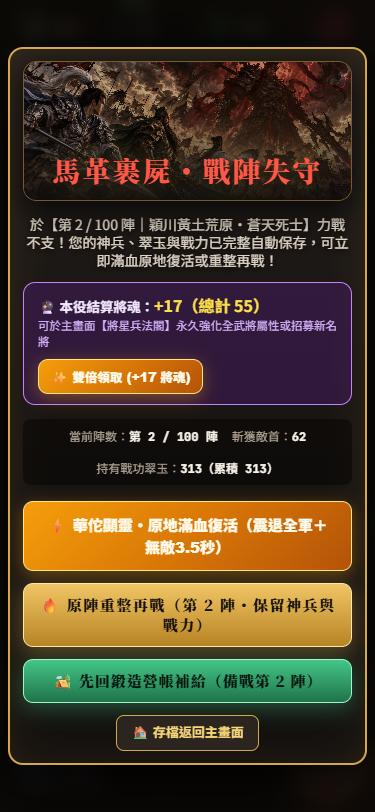 馬革裹屍·戰陣失守
於【第 2 / 100 陣｜潁川黃土荒原·蒼天死士】力戰
不支！您的神兵、翠玉與戰力已完整自動保存，可立
即滿血原地復活或重整再戰！
🔮 本役結算將魂：+17（總計 55）
可於主畫面【將星兵法閣】永久強化全武將屬性或招募新名
將
✨ 雙倍領取 (+17 將魂)
當前陣數：第 2 / 100 陣 斬獲敵首：62
持有戰功翠玉：313（累積 313）
華佗顯靈·原地滿血復活（震退全軍＋
無敵3.5秒）
🔥 原陣重整再戰（第 2 陣·保留神兵與
戰力）
🏕️ 先回鍛造營帳補給（備戰第 2 陣）
🏠 存檔返回主畫面